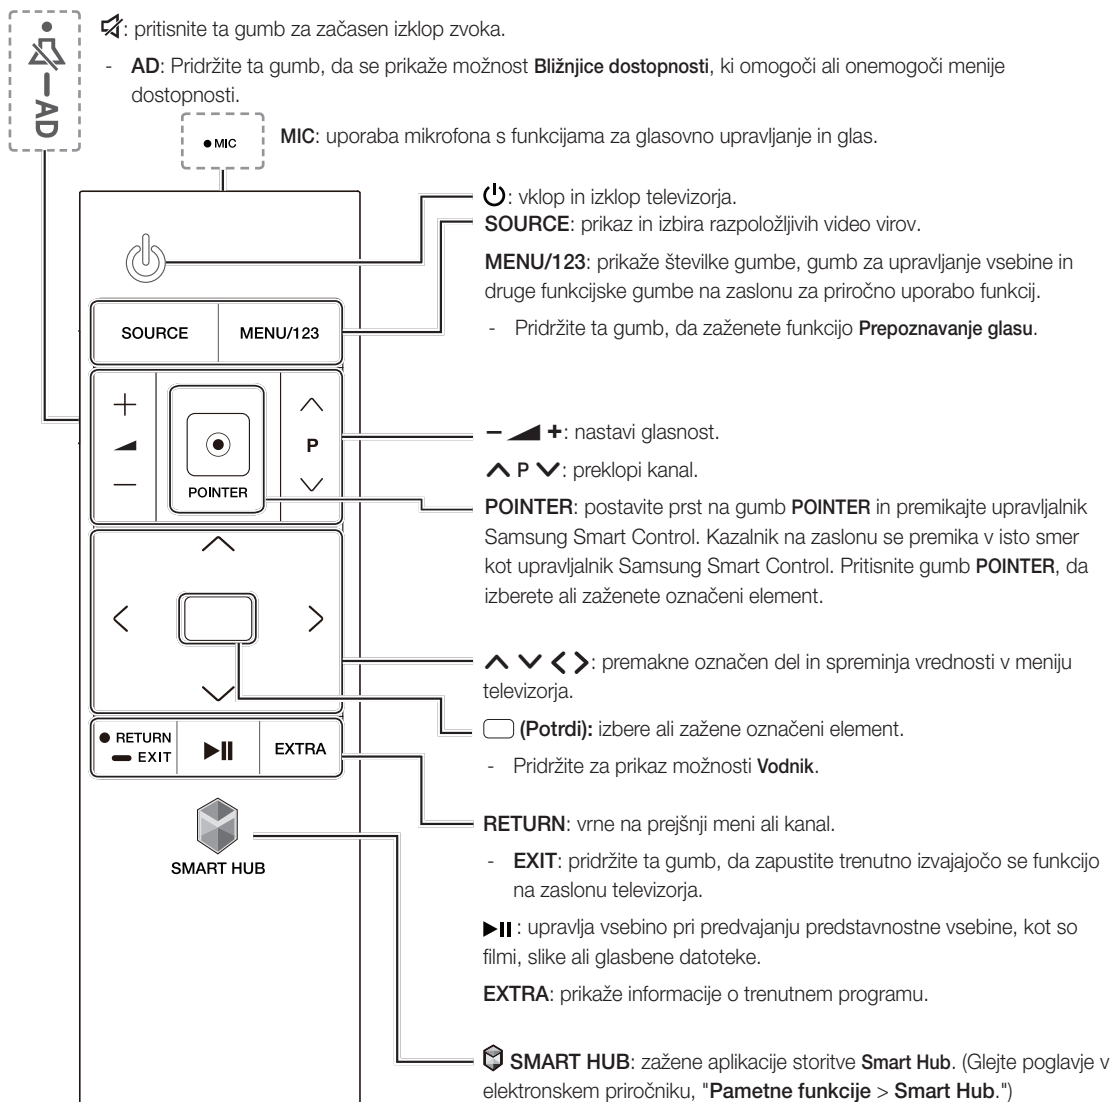 : pritisnite ta gumb za začasen izklop zvoka.
- AD: Pridržite ta gumb, da se prikaže možnost Bližnjice dostopnosti, ki omogoči ali onemogoči menije
dostopnosti.
AD
MIC
MIC: uporaba mikrofona s funkcijama za glasovno upravljanje in glas.
: vklop in izklop televizorja.
SOURCE: prikaz in izbira razpoložljivih video virov.
MENU/123: prikaže številke gumbe, gumb za upravljanje vsebine in
druge funkcijske gumbe na zaslonu za priročno uporabo funkcij.
- Pridržite ta gumb, da zaženete funkcijo Prepoznavanje glasu.
SOURCE
MENU/123
+
P
—
POINTER
− +: nastavi glasnost.
P : preklopi kanal.
POINTER: postavite prst na gumb POINTER in premikajte upravljalnik
Samsung Smart Control. Kazalnik na zaslonu se premika v isto smer
kot upravljalnik Samsung Smart Control. Pritisnite gumb POINTER, da
izberete ali zaženete označeni element.
: premakne označen del in spreminja vrednosti v meniju
televizorja.
(Potrdi): izbere ali zažene označeni element.
- Pridržite za prikaz možnosti Vodnik.
RETURN
EXIT
EXTRA
RETURN: vrne na prejšnji meni ali kanal.
- EXIT: pridržite ta gumb, da zapustite trenutno izvajajočo se funkcijo
na zaslonu televizorja.
: upravlja vsebino pri predvajanju predstavnostne vsebine, kot so
filmi, slike ali glasbene datoteke.
EXTRA: prikaže informacije o trenutnem programu.
SMART HUB
SMART HUB: zažene aplikacije storitve Smart Hub. (Glejte poglavje v
elektronskem priročniku, "Pametne funkcije > Smart Hub.")